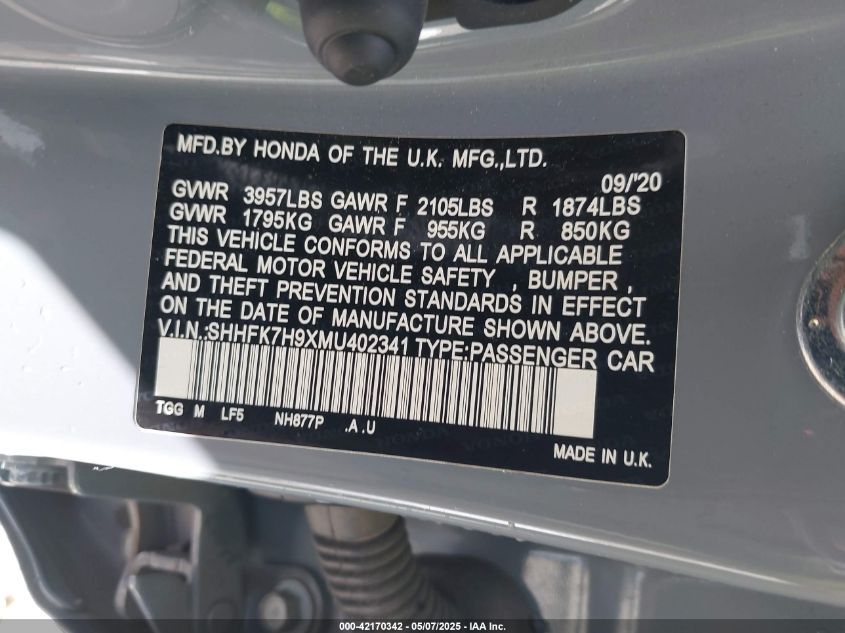 MFD.BY HONDA OF THE U.K. MFG.,LTD.
09/'20
GVWR 3957LBS GAWR F 2105LBS R 1874LBS
GVWR 1795KG GAWR F 955KG R 850KG
THIS VEHICLE CONFORMS TO ALL APPLICABLE
FEDERAL MOTOR VEHICLE SAFETY , BUMPER ,
AND THEFT PREVENTION STANDARDS IN EFFECT
ON THE DATE OF MANUFACTURE SHOWN ABOVE.
V.I.N.:SHHFK7H9XMU402341 TYPE:PASSENGER CAR
TGG M LF5 NH877P .A .U
MADE IN U.K.
000-42170342 - 05/07/2025 - IAA Inc.